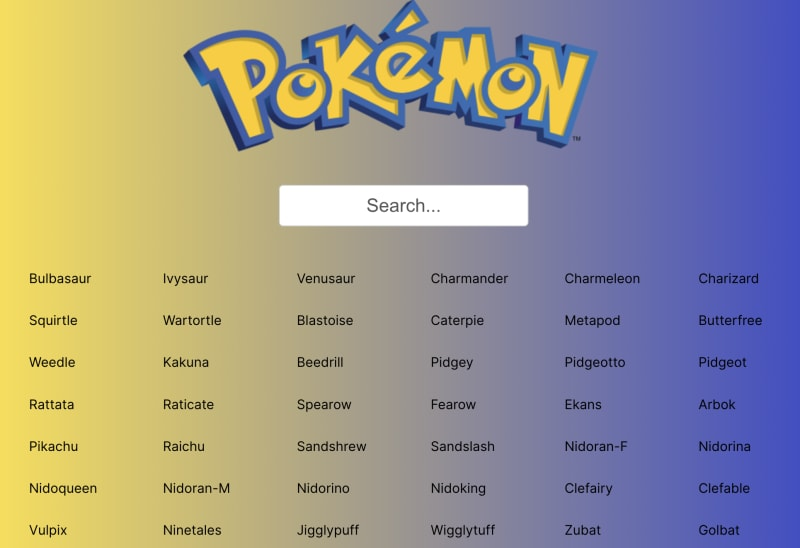 Pokémon™
Search...
Bulbasaur Ivysaur Venusaur Charmander Charmeleon Charizard
Squirtle Wartortle Blastoise Caterpie Metapod Butterfree
Weedle Kakuna Beedrill Pidgey Pidgeotto Pidgeot
Rattata Raticate Spearow Fearow Ekans Arbok
Pikachu Raichu Sandshrew Sandslash Nidoran-F Nidorina
Nidoqueen Nidoran-M Nidorino Nidoking Clefairy Clefable
Vulpix Ninetales Jigglypuff Wigglytuff Zubat Golbat